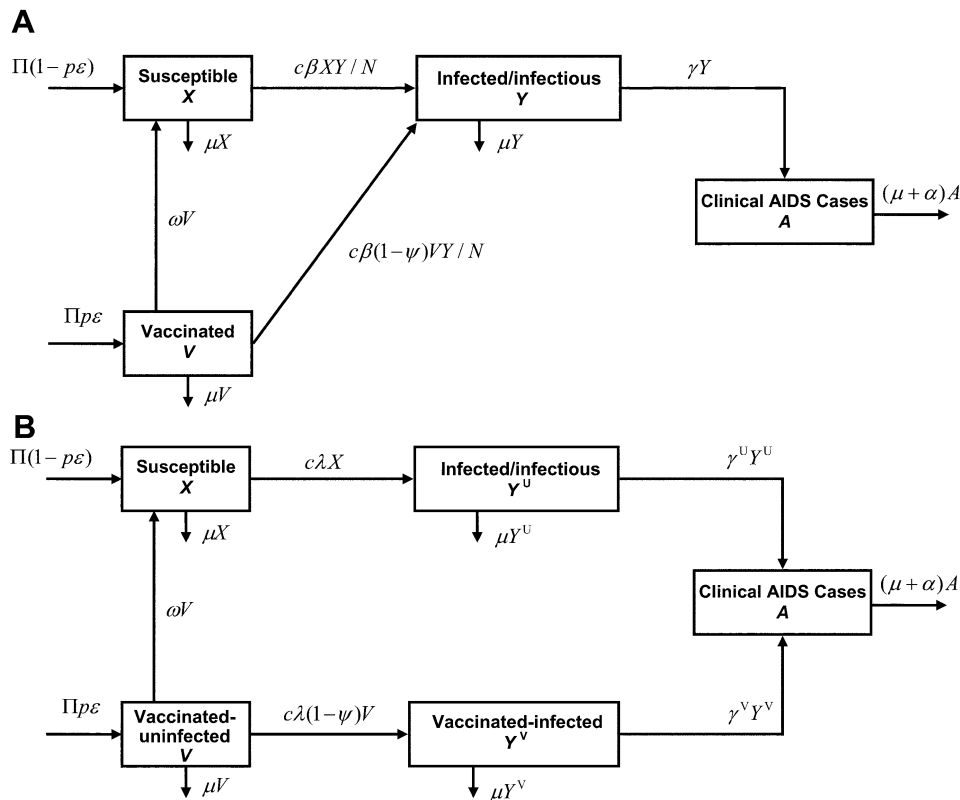 A
Π(1−pε)
Susceptible
X
cβXY / N
Infected/infectious
Y
γY
μX
μY
Clinical AIDS Cases
A
(μ+α)A
ωV
cβ(1−ψ)VY / N
Πpε
Vaccinated
V
μV
B
Π(1−pε)
Susceptible
X
cλX
Infected/infectious
Y^U
γ^U Y^U
μX
μY^U
Clinical AIDS Cases
A
(μ+α)A
ωV
Πpε
Vaccinated-
uninfected
V
cλ(1−ψ)V
Vaccinated-infected
Y^V
γ^V Y^V
μV
μY^V